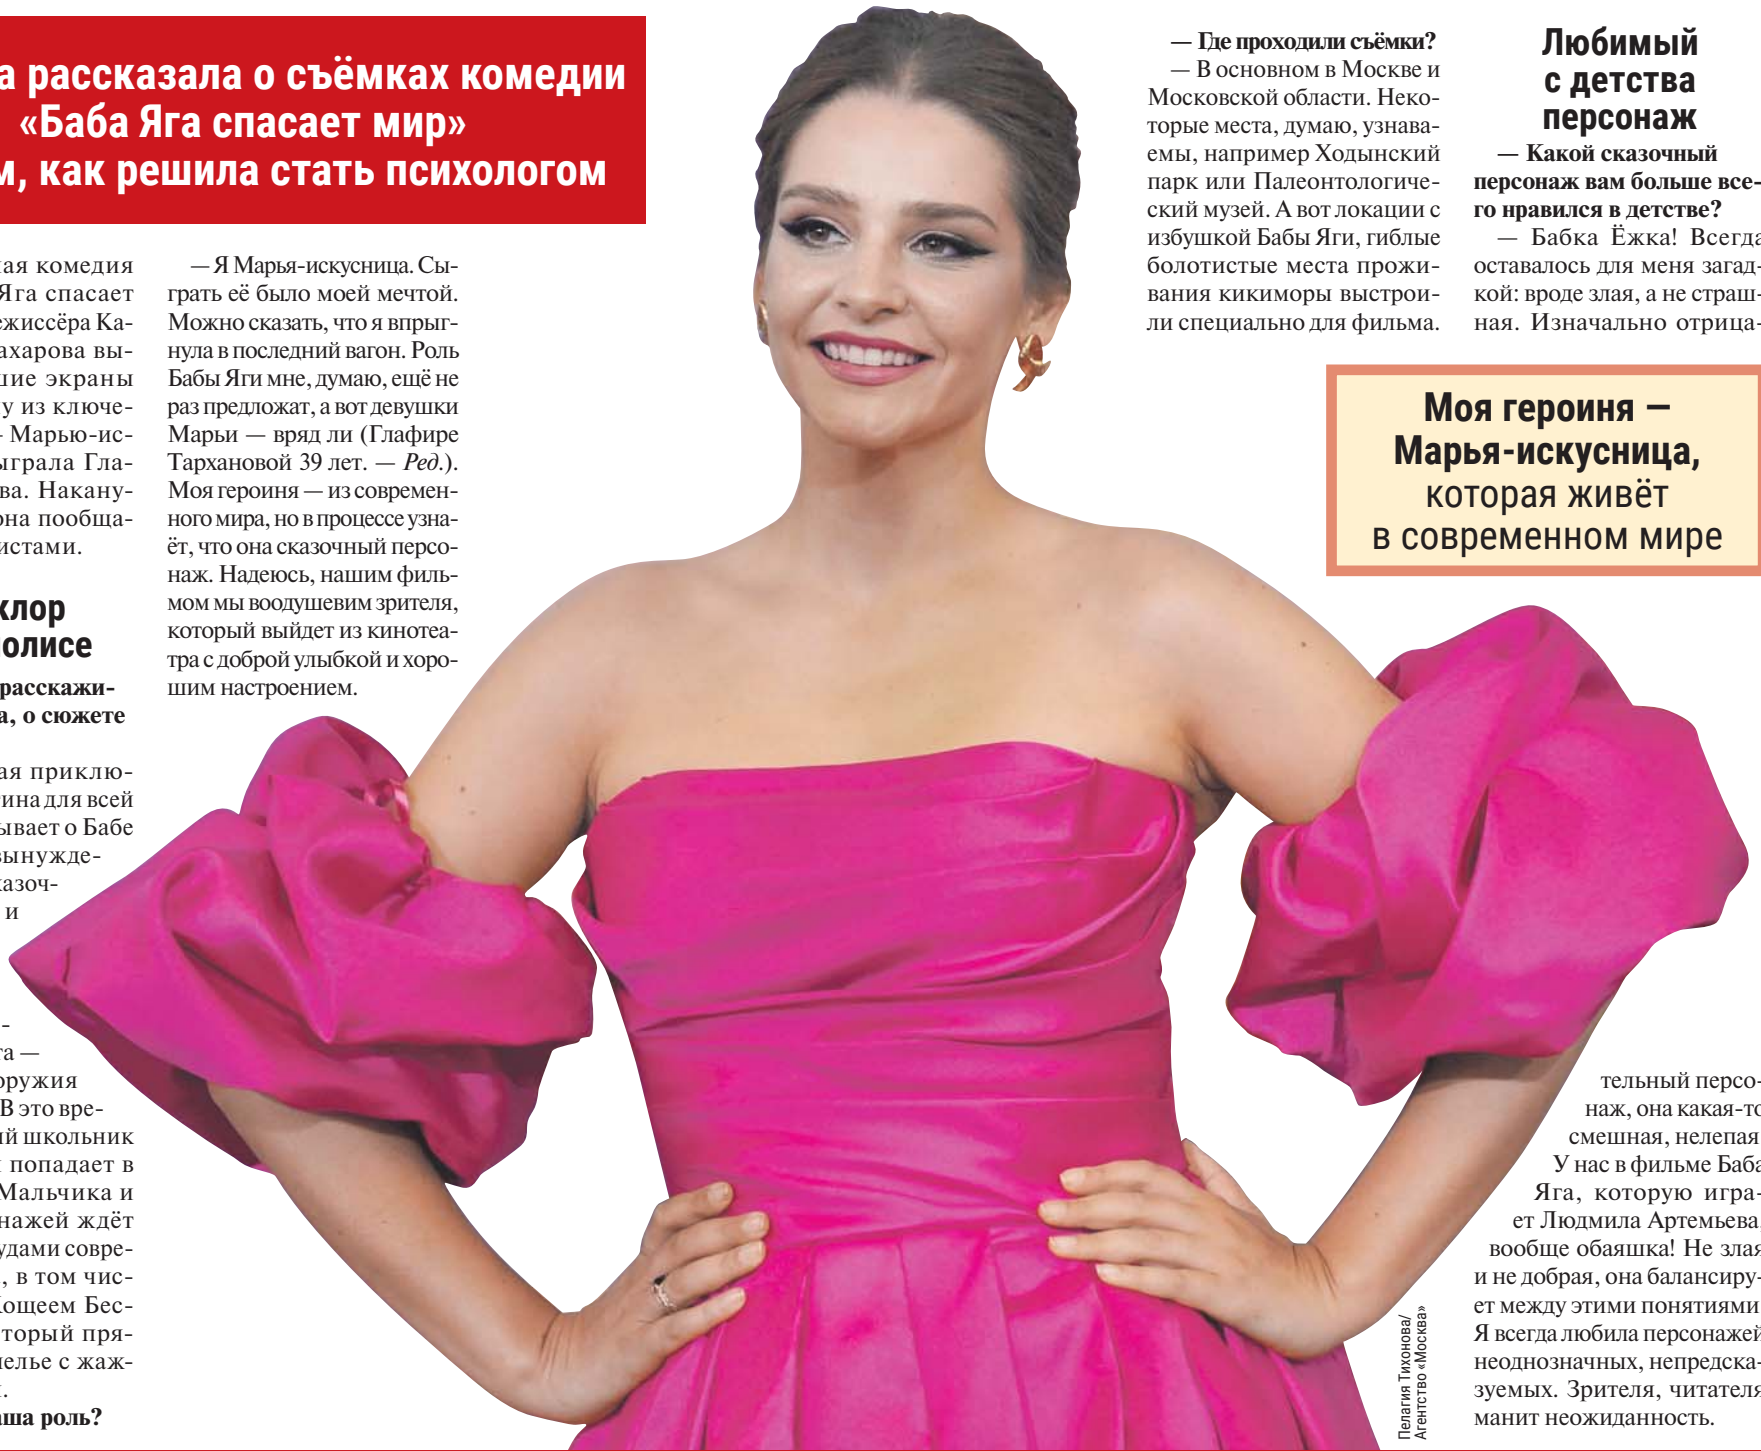 а рассказала о съёмках комедии
«Баба Яга спасает мир»
м, как решила стать психологом
ая комедия
Яга спасает
ежиссёра Ка-
ахарова вы-
шие экраны
у из ключе-
- Марью-ис-
ыграла Гла-
ва. Накану-
она пообща-
истами.
клор
олисе
расскажи-
а, о сюжете
ая приклю-
тина для всей
ывает о Бабе
вынужде-
казоч-
и
-
та —
оружия
В это вре-
ий школьник
попадает в
Мальчика и
нажей ждёт
удами совре-
, в том чис-
Кощеем Бес-
торый пря-
елье с жаж-
.
аша роль?
— Я Марья-искусница. Сы-
грать её было моей мечтой.
Можно сказать, что я впрыг-
нула в последний вагон. Роль
Бабы Яги мне, думаю, ещё не
раз предложат, а вот девушки
Марьи — вряд ли (Глафире
Тархановой 39 лет. — Ред.).
Моя героиня — из современ-
ного мира, но в процессе узна-
ёт, что она сказочный персо-
наж. Надеюсь, нашим филь-
мом мы воодушевим зрителя,
который выйдет из кинотеа-
тра с доброй улыбкой и хоро-
шим настроением.
— Где проходили съёмки?
— В основном в Москве и
Московской области. Неко-
торые места, думаю, узнава-
емы, например Ходынский
парк или Палеонтологиче-
ский музей. А вот локации с
избушкой Бабы Яги, гиблые
болотистые места прожи-
вания кикиморы выстрои-
ли специально для фильма.
Любимый
с детства
персонаж
— Какой сказочный
персонаж вам больше все-
го нравился в детстве?
— Бабка Ёжка! Всегда
оставалось для меня загад-
кой: вроде злая, а не страш-
ная. Изначально отрица-
Моя героиня —
Марья-искусница,
которая живёт
в современном мире
тельный персо-
наж, она какая-то
смешная, нелепая
У нас в фильме Баба
Яга, которую игра-
ет Людмила Артемьева,
вообще обаяшка! Не злая
и не добрая, она балансиру-
ет между этими понятиями
Я всегда любила персонажей
неоднозначных, непредска-
зуемых. Зрителя, читателя
манит неожиданность.
Пелагия Тихонова/
Агентство «Москва»